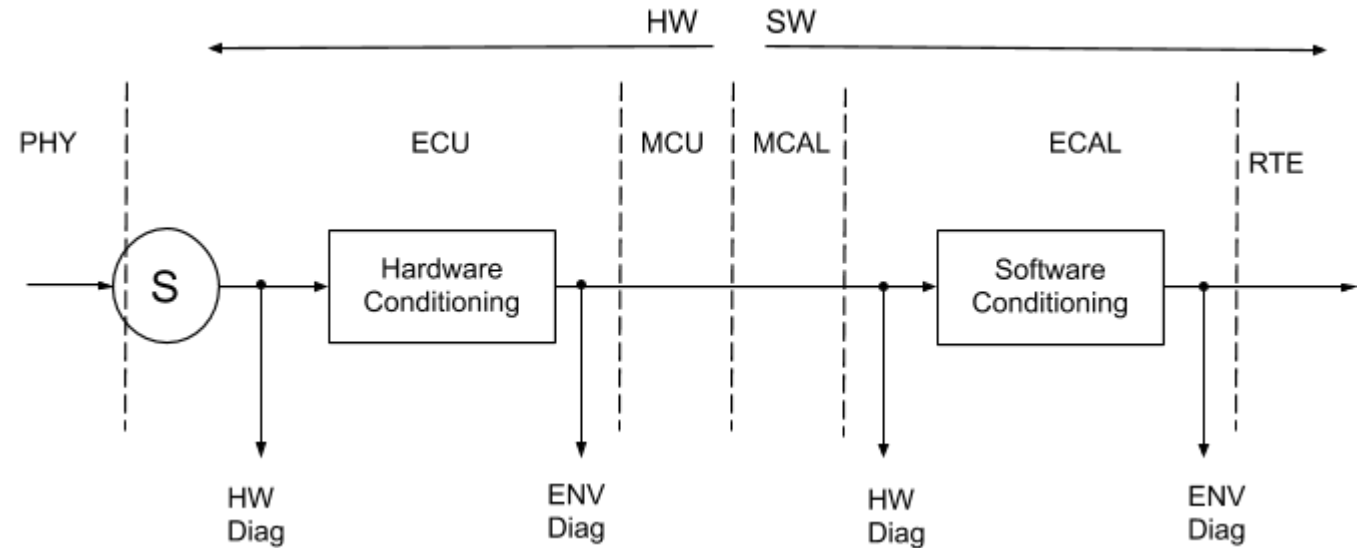 HW SW
PHY ECU MCU MCAL ECAL RTE
S Hardware Software
Conditioning Conditioning
HW ENV HW ENV
Diag Diag Diag Diag